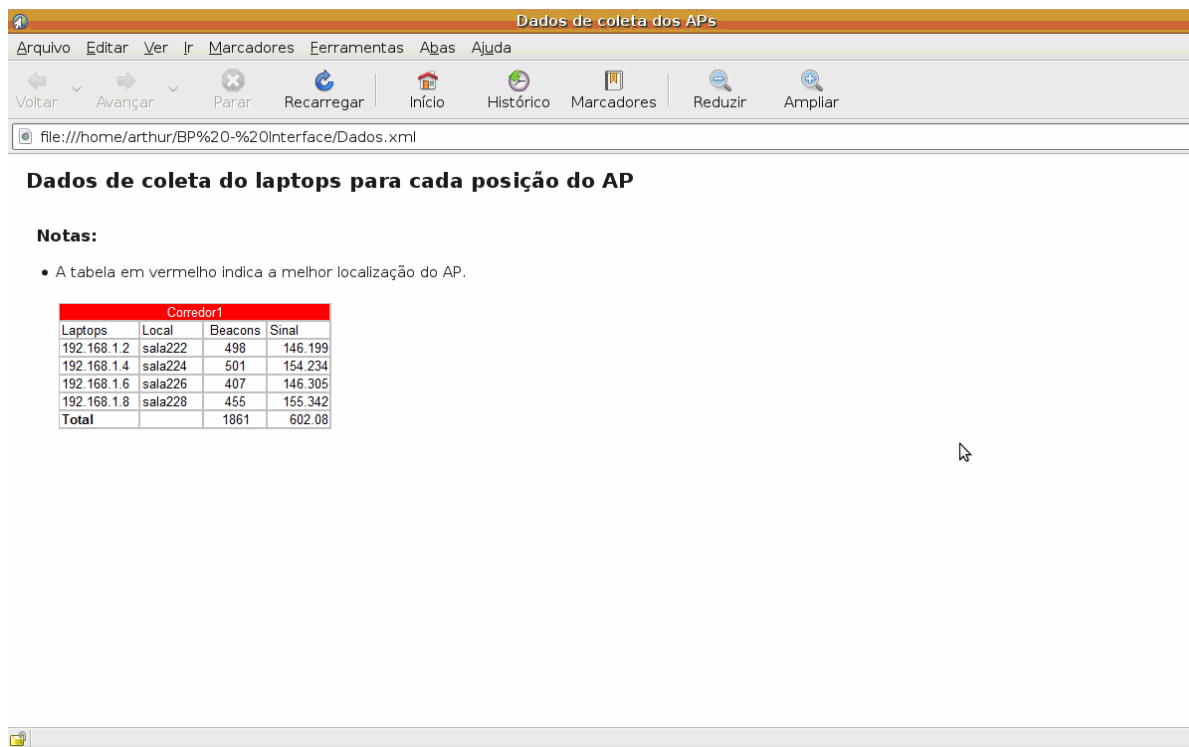 Dados de coleta dos APs
Arquivo Editar Ver Ir Marcadores Ferramentas Abas Ajuda
Voltar Avançar Parar Recarregar Início Histórico Marcadores Reduzir Ampliar
file:///home/arthur/BP%20-%20Interface/Dados.xml
Dados de coleta do laptops para cada posição do AP
Notas:
• A tabela em vermelho indica a melhor localização do AP.
Corredor1
Laptops Local Beacons Sinal
192.168.1.2 sala222 498 146.199
192.168.1.4 sala224 501 154.234
192.168.1.6 sala226 407 146.305
192.168.1.8 sala228 455 155.342
Total 1861 602.08